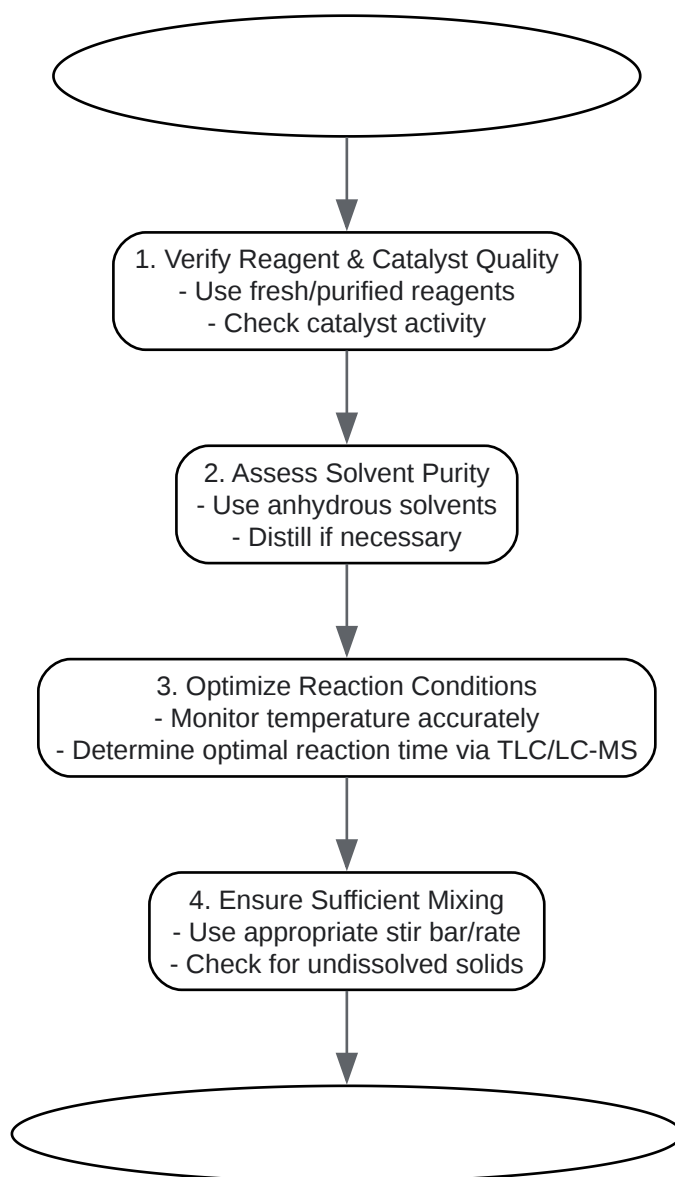 1. Verify Reagent & Catalyst Quality
- Use fresh/purified reagents
- Check catalyst activity
2. Assess Solvent Purity
- Use anhydrous solvents
- Distill if necessary
3. Optimize Reaction Conditions
- Monitor temperature accurately
- Determine optimal reaction time via TLC/LC-MS
4. Ensure Sufficient Mixing
- Use appropriate stir bar/rate
- Check for undissolved solids